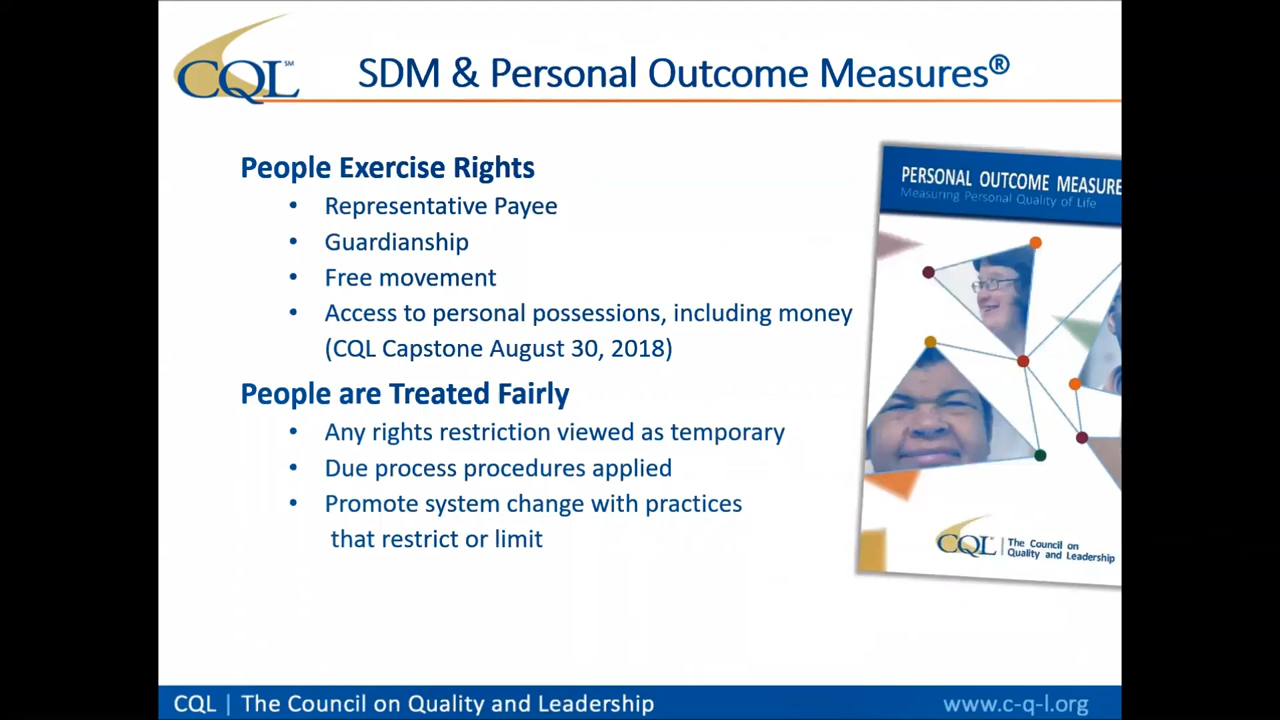 CQL℠
SDM & Personal Outcome Measures®
People Exercise Rights
• Representative Payee
• Guardianship
• Free movement
• Access to personal possessions, including money
(CQL Capstone August 30, 2018)
People are Treated Fairly
• Any rights restriction viewed as temporary
• Due process procedures applied
• Promote system change with practices
that restrict or limit
PERSONAL OUTCOME MEASURE
Measuring Personal Quality of Life
CQL | The Council on
Quality and Leadership
CQL | The Council on Quality and Leadership
www.c-q-l.org